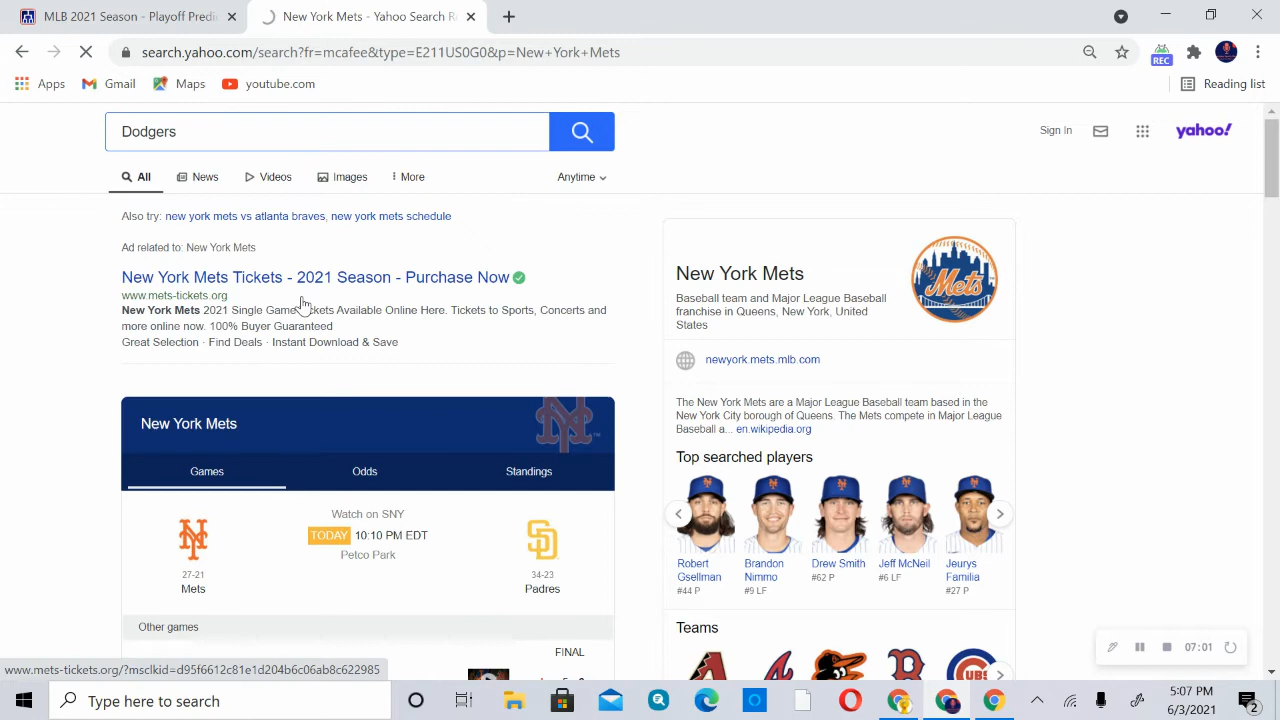 MLB 2021 Season - Playoff Predi
New York Mets - Yahoo Search R
search.yahoo.com/search?fr=mcafee&type=E211US0G0&p=New+York+Mets
REC
Apps
Gmail
Maps
youtube.com
Reading list
Dodgers
Sign In
yahoo!
All
News
Videos
Images
More
Anytime
Also try: new york mets vs atlanta braves, new york mets schedule
Ad related to: New York Mets
New York Mets Tickets - 2021 Season - Purchase Now
www.mets-tickets.org
New York Mets 2021 Game Available Online Here. Tickets to Sports, Concerts and
more online now. 100% Buyer Guaranteed
Great Selection · Find Deals · Instant Download & Save
New York Mets
Games
Odds
Standings
Watch on SNY
TODAY 10:10 PM EDT
Petco Park
NY
27-21
Mets
SD
34-23
Padres
Other games
FINAL
New York Mets
Baseball team and Major League Baseball
franchise in Queens, New York, United
States
Mets
newyork.mets.mlb.com
The New York Mets are a Major League Baseball team based in the
New York City borough of Queens. The Mets compete in Major League
Baseball a... en.wikipedia.org
Top searched players
Robert
Gsellman
#44 P
Brandon
Nimmo
#9 LF
Drew Smith
#62 P
Jeff McNeil
#6 LF
Jeurys
Familia
#27 P
Teams
CUBS
07:01
www.mets-tickets.org/?msclkid=d95f6612c81e1d204b6c06ab8c622985
Type here to search
5:07 PM
6/3/2021
2